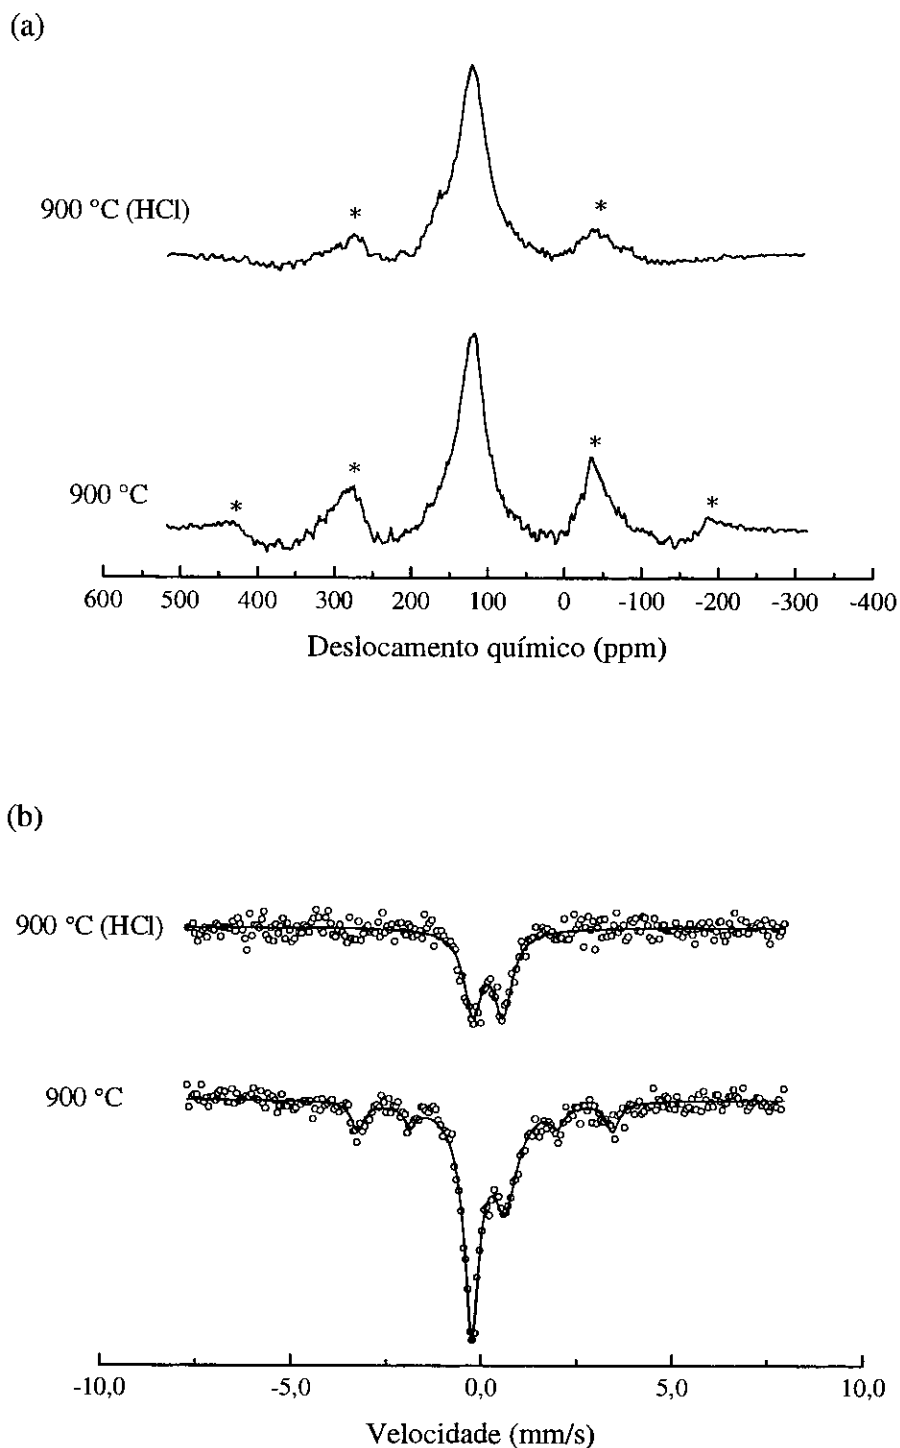 (a)
900 °C (HCl)
*
*
900 °C
*
*
*
*
600 500 400 300 200 100 0 -100 -200 -300 -400
Deslocamento químico (ppm)
(b)
900 °C (HCl)
900 °C
-10,0 -5,0 0,0 5,0 10,0
Velocidade (mm/s)